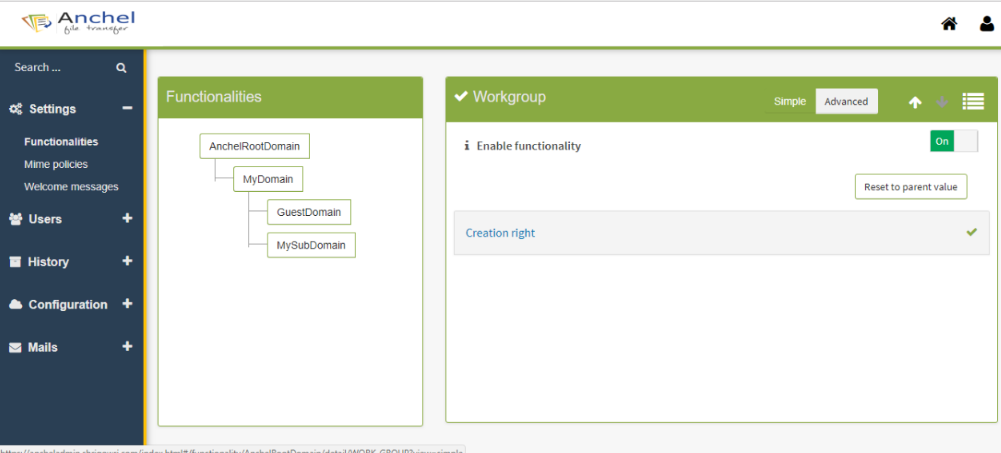 Anchel
file transfer
Search ...
Settings
Functionalities
Mime policies
Welcome messages
Users
History
Configuration
Mails
Functionalities
AnchelRootDomain
MyDomain
GuestDomain
MySubDomain
Workgroup
Simple
Advanced
Enable functionality
On
Reset to parent value
Creation right